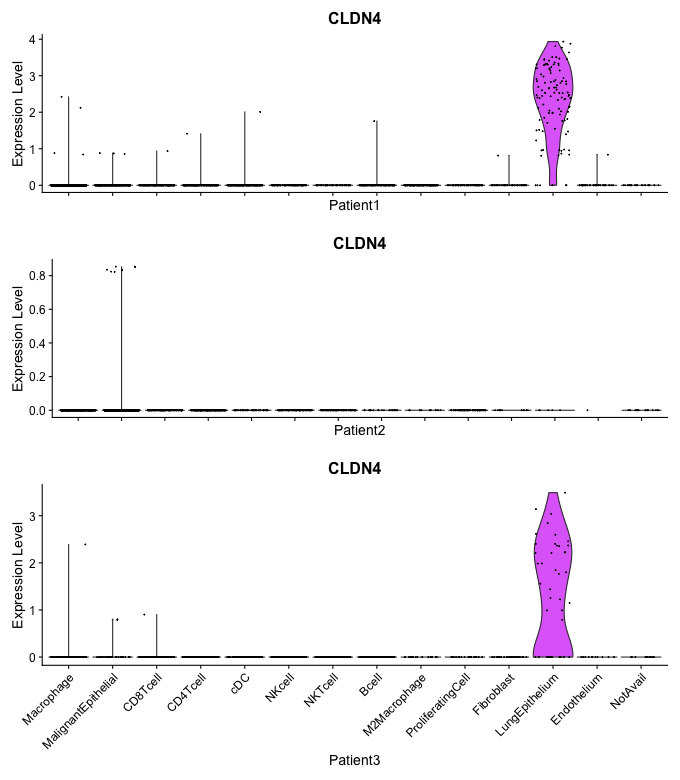 CLDN4
Expression Level
4
3
2
1
0
Patient1
CLDN4
Expression Level
0.8
0.6
0.4
0.2
0.0
Patient2
CLDN4
Expression Level
3
2
1
0
Macrophage
MalignantEpithelial
CD8Tcell
CD4Tcell
cDC
NKcell
NKTcell
Bcell
M2Macrophage
ProliferatingCell
Fibroblast
LungEpithelium
Endothelium
NotAvail
Patient3